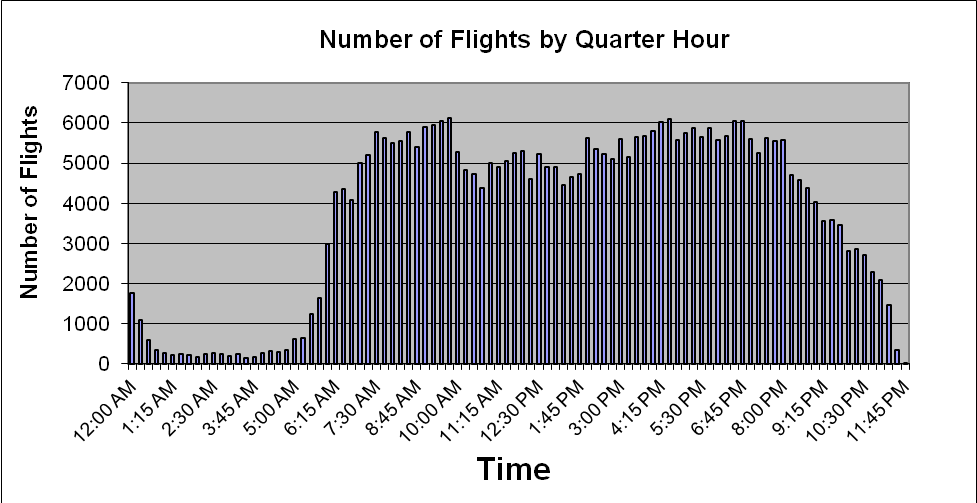 Number of Flights by Quarter Hour
Number of Flights
7000
6000
5000
4000
3000
2000
1000
0
12:00 AM
1:15 AM
2:30 AM
3:45 AM
5:00 AM
6:15 AM
7:30 AM
8:45 AM
10:00 AM
11:15 AM
12:30 PM
1:45 PM
3:00 PM
4:15 PM
5:30 PM
6:45 PM
8:00 PM
9:15 PM
10:30 PM
11:45 PM
Time